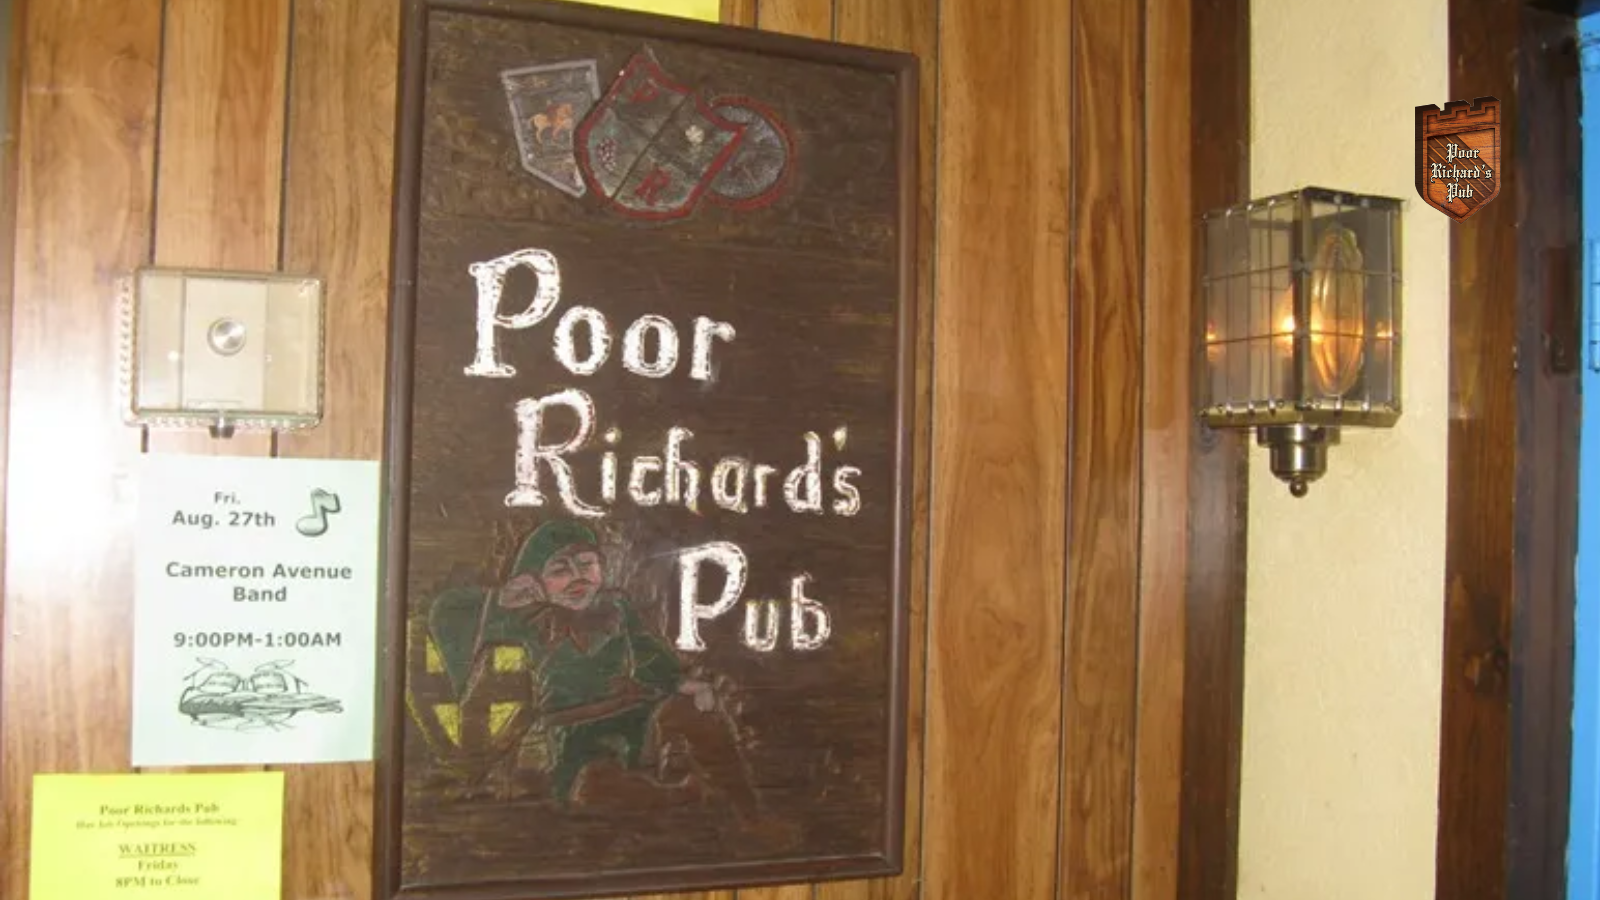 P
R
Poor
Richard's
Pub
Fri.
Aug. 27th
Cameron Avenue
Band
9:00PM-1:00AM
Poor Richards Pub
Has Job Openings for the following:
WAITRESS
Friday
8PM to Close
Poor
Richard's
Pub